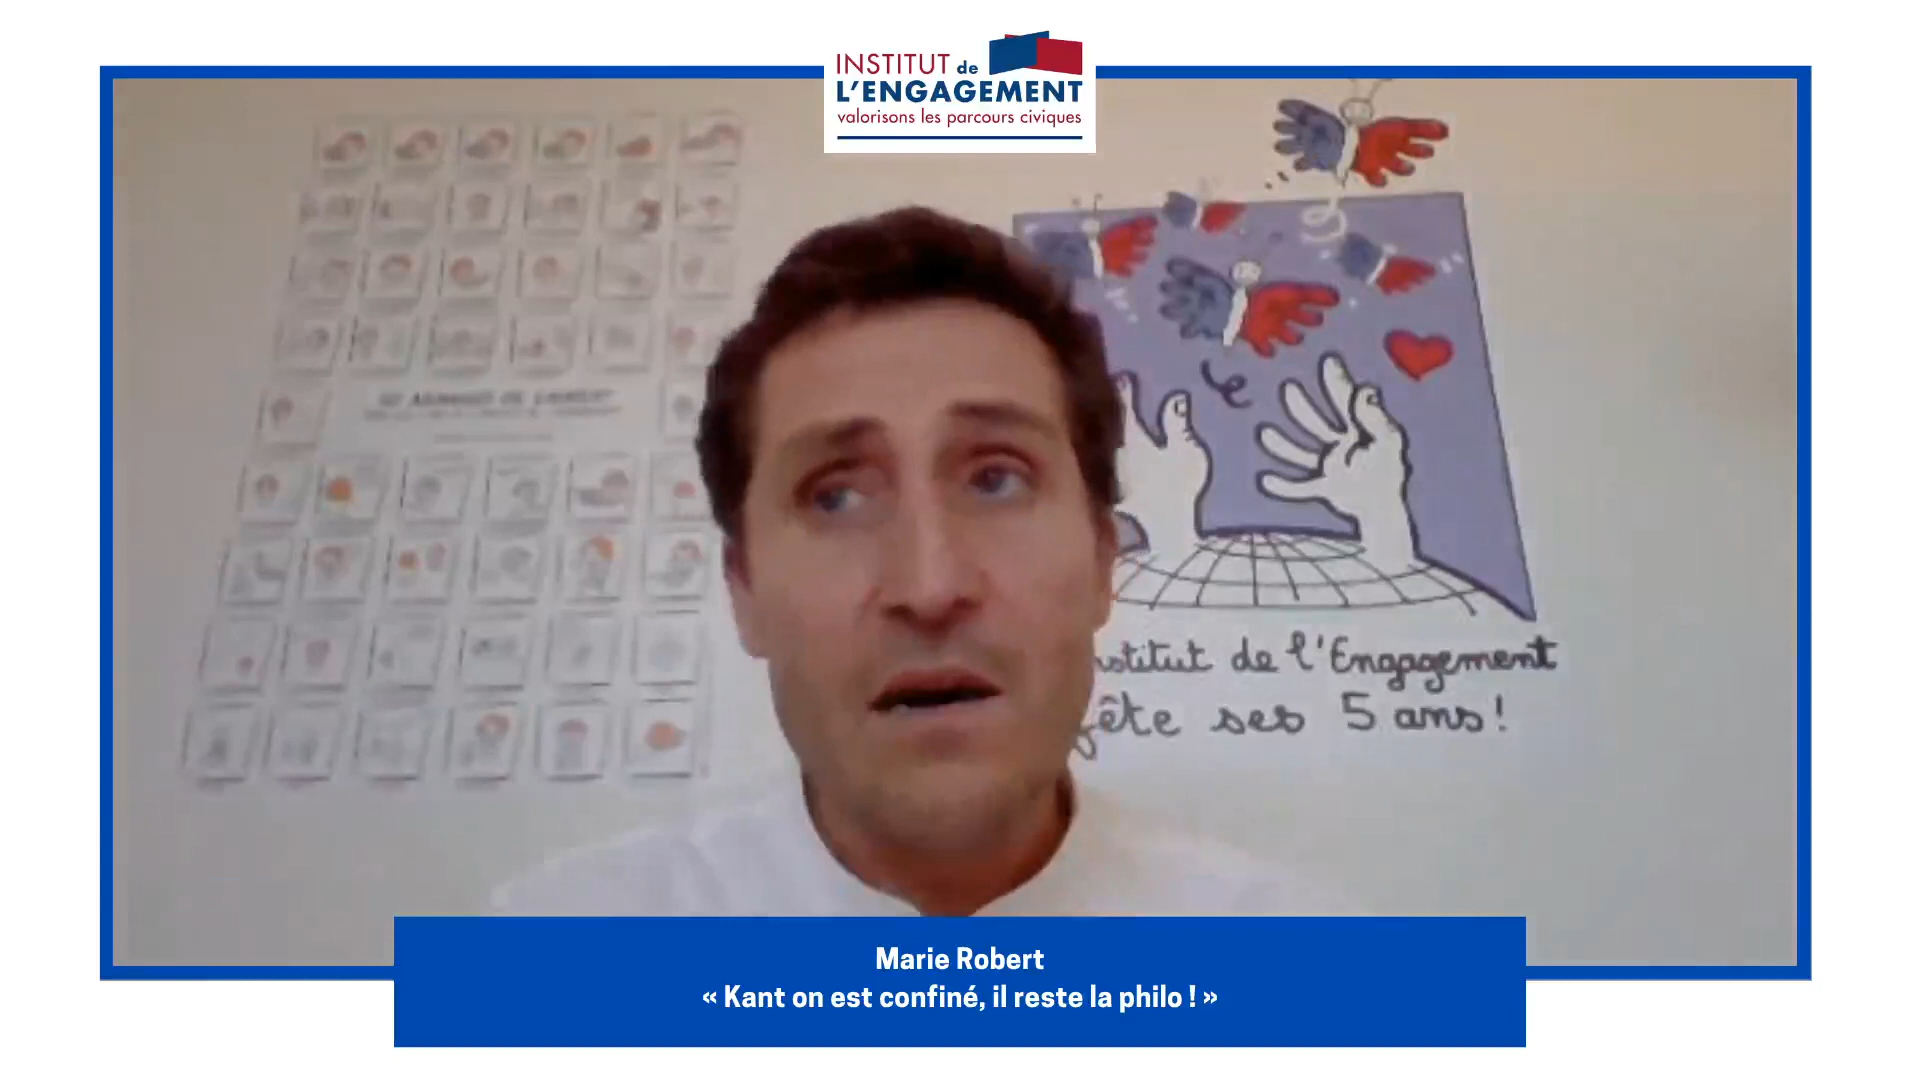 INSTITUT de
L'ENGAGEMENT
valorisons les parcours civiques
stitut de l'Engagement
fête ses 5 ans !
Marie Robert
« Kant on est confiné, il reste la philo ! »